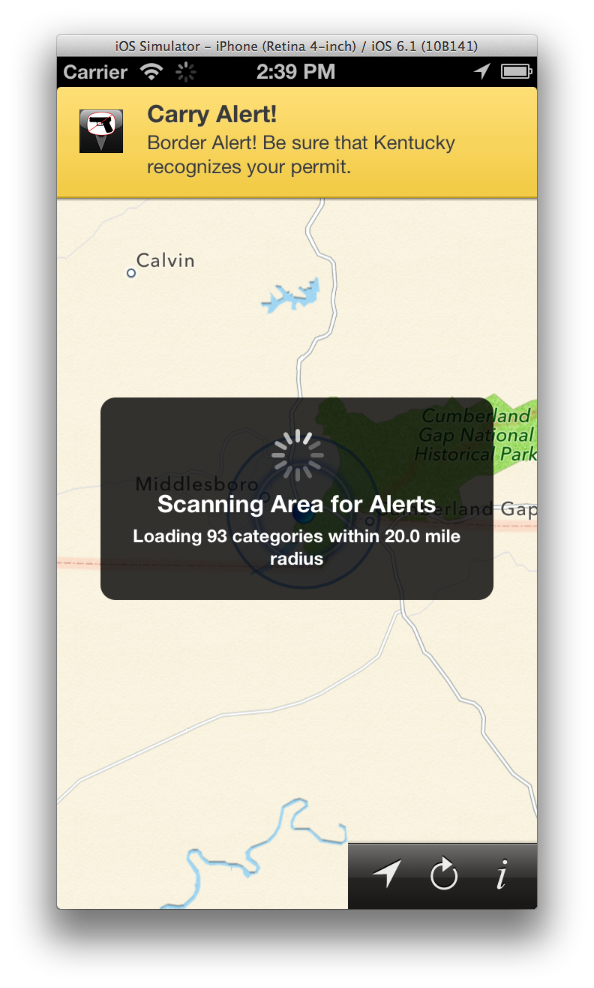 iOS Simulator – iPhone (Retina 4-inch) / iOS 6.1 (10B141)
Carrier 2:39 PM
Carry Alert!
Border Alert! Be sure that Kentucky
recognizes your permit.
Calvin
Cumberland
Gap National
Historical Park
Middlesboro
Scanning Area for Alerts
Gap
Loading 93 categories within 20.0 mile
radius
i